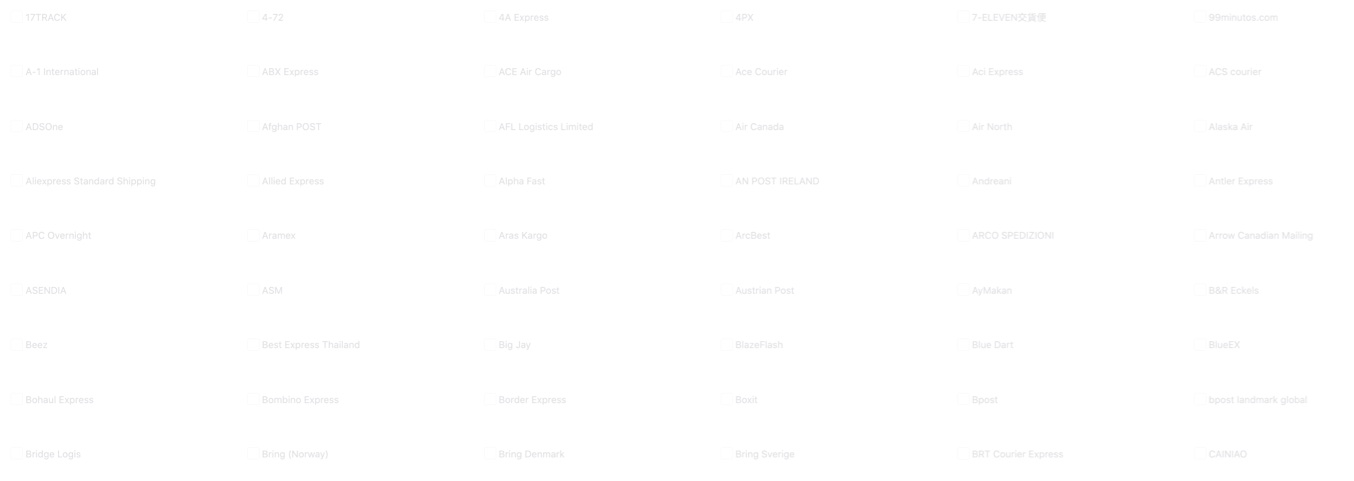 17TRACK
4-72
4A Express
4PX
7-ELEVEN交貨便
99minutos.com
A-1 International
ABX Express
ACE Air Cargo
Ace Courier
Aci Express
ACS courier
ADSOne
Afghan POST
AFL Logistics Limited
Air Canada
Air North
Alaska Air
Aliexpress Standard Shipping
Allied Express
Alpha Fast
AN POST IRELAND
Andreani
Antler Express
APC Overnight
Aramex
Aras Kargo
ArcBest
ARCO SPEDIZIONI
Arrow Canadian Mailing
ASENDIA
ASM
Australia Post
Austrian Post
AyMakan
B&R Eckels
Beez
Best Express Thailand
Big Jay
BlazeFlash
Blue Dart
BlueEX
Bohaul Express
Bombino Express
Border Express
Boxit
Bpost
bpost landmark global
Bridge Logis
Bring (Norway)
Bring Denmark
Bring Sverige
BRT Courier Express
CAINIAO